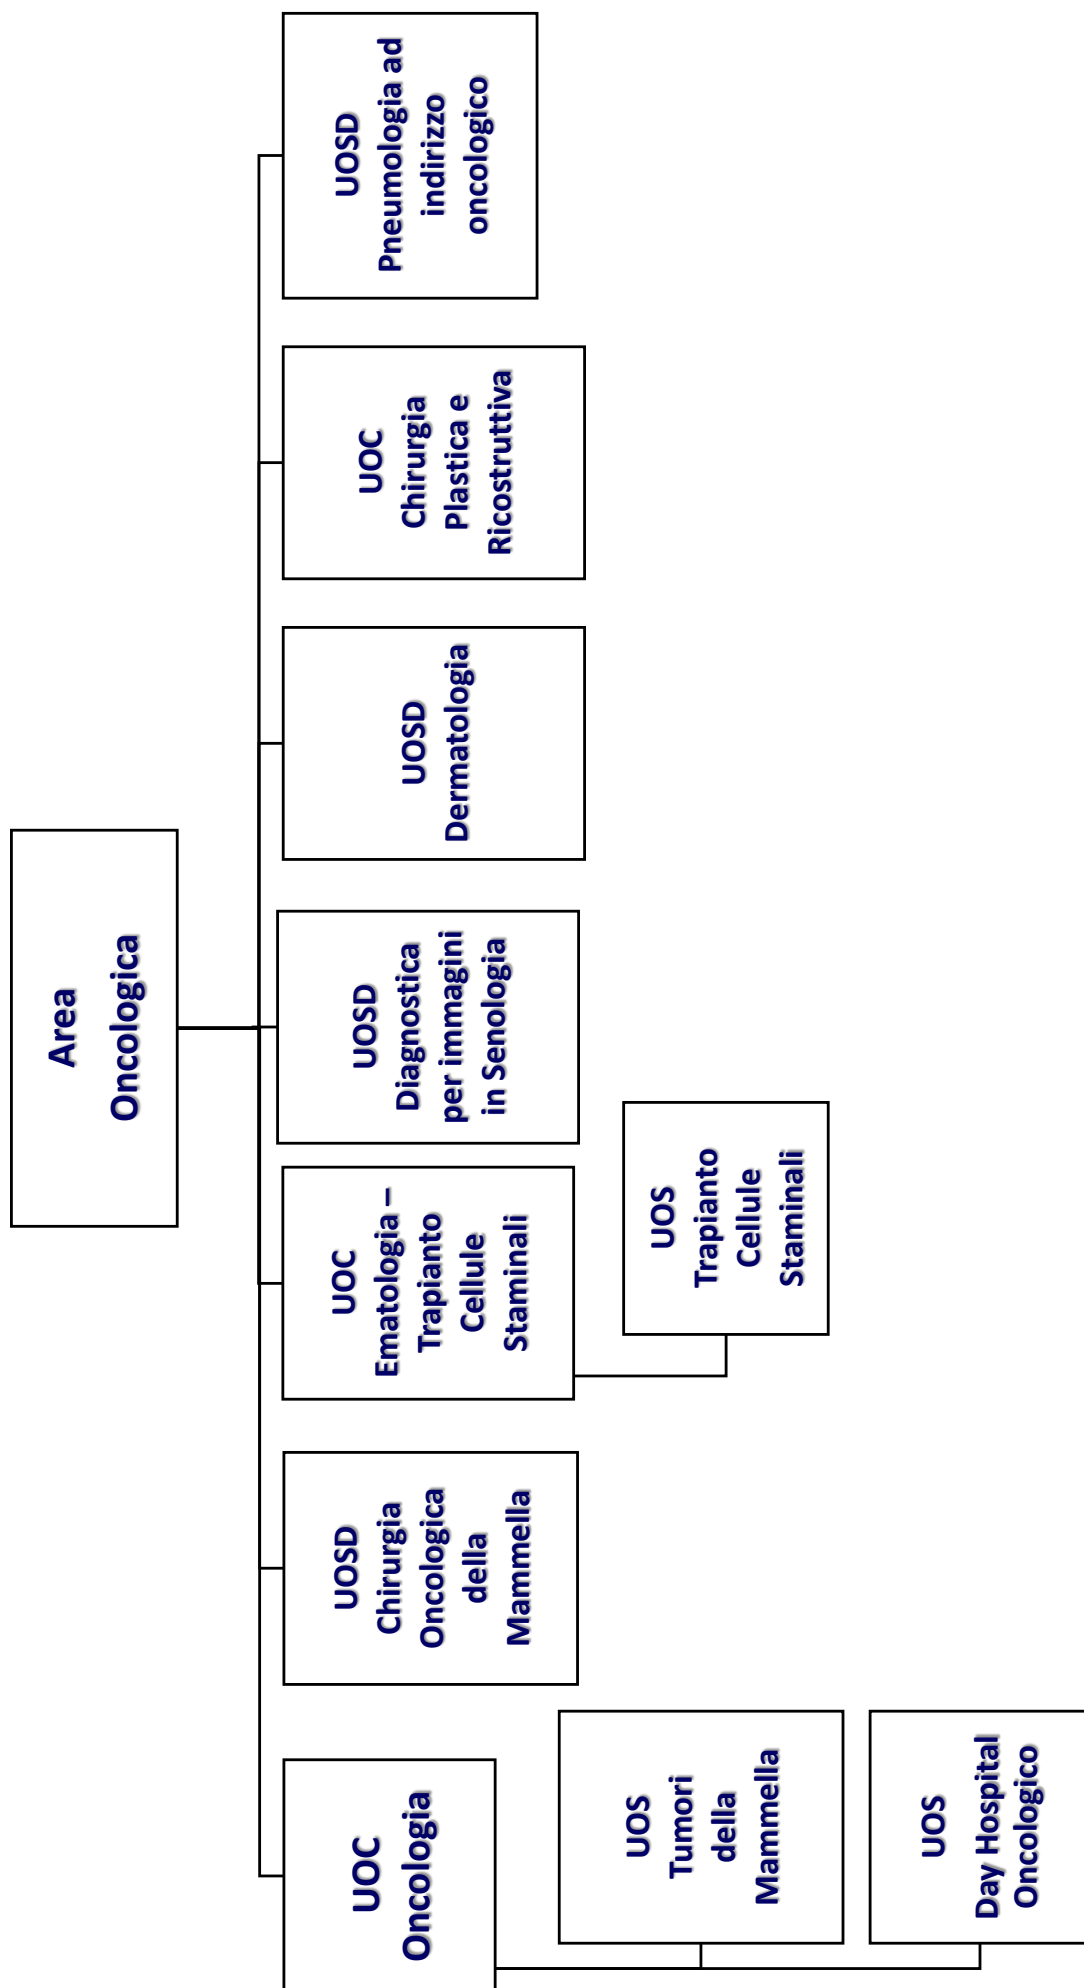 Area
Oncologica
UOC
Oncologia
UOSD
Chirurgia
Oncologica
della
Mammella
UOC
Ematologia –
Trapianto
Cellule
Staminali
UOSD
Diagnostica
per immagini
in Senologia
UOSD
Dermatologia
UOC
Chirurgia
Plastica e
Ricostruttiva
UOSD
Pneumologia ad
indirizzo
oncologico
UOS
Tumori
della
Mammella
UOS
Trapianto
Cellule
Staminali
UOS
Day Hospital
Oncologico